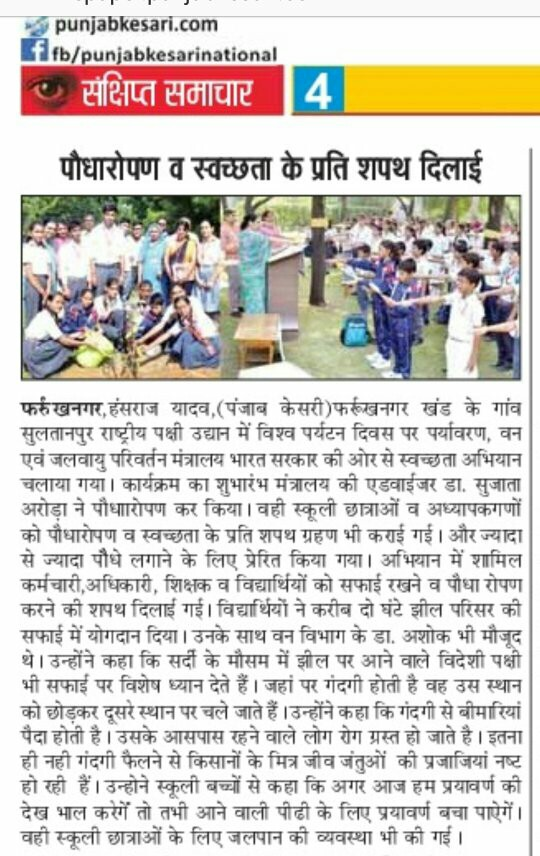 punjabkesari.com
fb/punjabkesarinational
संक्षिप्त समाचार 4
पौधारोपण व स्वच्छता के प्रति शपथ दिलाई
फर्रुखनगर,हंसराज यादव,(पंजाब केसरी)फर्रूखनगर खंड के गांव
सुलतानपुर राष्ट्रीय पक्षी उद्यान में विश्व पर्यटन दिवस पर पर्यावरण, वन
एवं जलवायु परिवर्तन मंत्रालय भारत सरकार की ओर से स्वच्छता अभियान
चलाया गया। कार्यक्रम का शुभारंभ मंत्रालय की एडवाईजर डा. सुजाता
अरोड़ा ने पौधाारोपण कर किया। वही स्कूली छात्राओं व अध्यापकगणों
को पौधारोपण व स्वच्छता के प्रति शपथ ग्रहण भी कराई गई। और ज्यादा
से ज्यादा पौधे लगाने के लिए प्रेरित किया गया। अभियान में शामिल
कर्मचारी,अधिकारी, शिक्षक व विद्यार्थियों को सफाई रखने व पौधा रोपण
करने की शपथ दिलाई गई। विद्यार्थियों ने करीब दो घंटे झील परिसर की
सफाई में योगदान दिया। उनके साथ वन विभाग के डा. अशोक भी मौजूद
थे। उन्होंने कहा कि सर्दी के मौसम में झील पर आने वाले विदेशी पक्षी
भी सफाई पर विशेष ध्यान देते हैं। जहां पर गंदगी होती है वह उस स्थान
को छोड़कर दूसरे स्थान पर चले जाते हैं।उन्होंने कहा कि गंदगी से बीमारियां
पैदा होती है। उसके आसपास रहने वाले लोग रोग ग्रस्त हो जाते है। इतना
ही नही गंदगी फैलने से किसानों के मित्र जीव जंतुओं की प्रजाजियां नष्ट
हो रही हैं। उन्होने स्कूली बच्चों से कहा कि अगर आज हम प्रयावर्ण की
देख भाल करेगें तो तभी आने वाली पीढी के लिए प्रयावर्ण बचा पाऐगें।
वही स्कूली छात्राओं के लिए जलपान की व्यवस्था भी की गई।